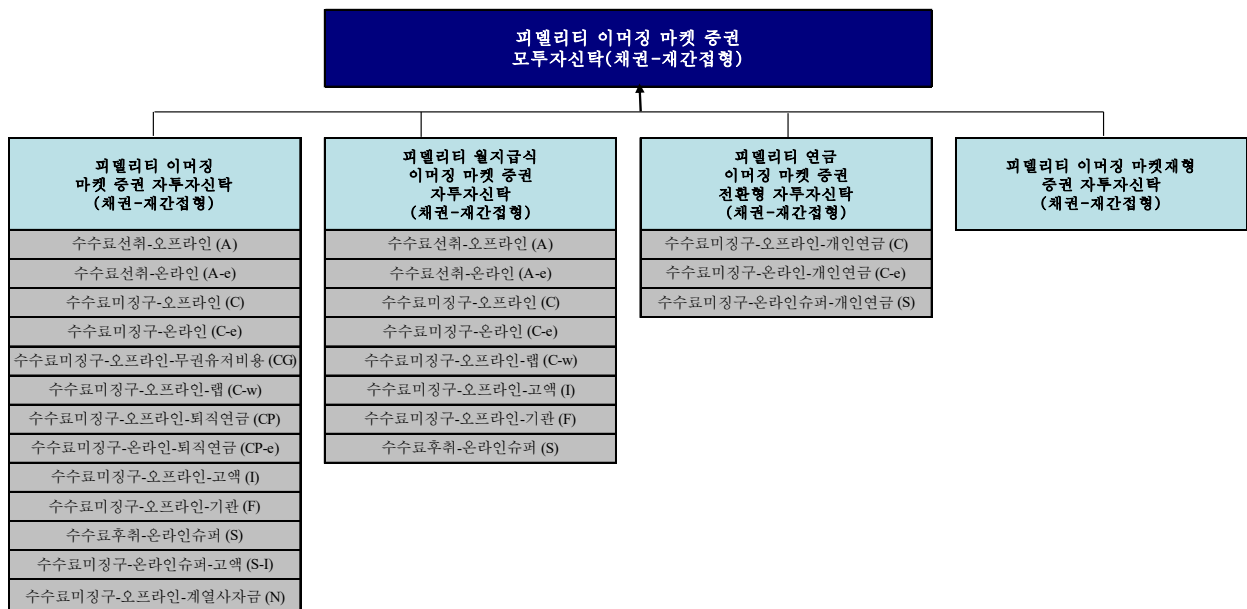 피델리티 이머징 마켓 증권
모투자신탁(채권-재간접형)
피델리티 이머징
마켓 증권 자투자신탁
(채권-재간접형)
수수료선취-오프라인 (A)
수수료선취-온라인 (A-e)
수수료미징구-오프라인 (C)
수수료미징구-온라인 (C-e)
수수료미징구-오프라인-무권유저비용 (CG)
수수료미징구-오프라인-랩 (C-w)
수수료미징구-오프라인-퇴직연금 (CP)
수수료미징구-온라인-퇴직연금 (CP-e)
수수료미징구-오프라인-고액 (I)
수수료미징구-오프라인-기관 (F)
수수료후취-온라인슈퍼 (S)
수수료미징구-온라인슈퍼-고액 (S-I)
수수료미징구-오프라인-계열사자금 (N)
피델리티 월지급식
이머징 마켓 증권
자투자신탁
(채권-재간접형)
수수료선취-오프라인 (A)
수수료선취-온라인 (A-e)
수수료미징구-오프라인 (C)
수수료미징구-온라인 (C-e)
수수료미징구-오프라인-랩 (C-w)
수수료미징구-오프라인-고액 (I)
수수료미징구-오프라인-기관 (F)
수수료후취-온라인슈퍼 (S)
피델리티 연금
이머징 마켓 증권
전환형 자투자신탁
(채권-재간접형)
수수료미징구-오프라인-개인연금 (C)
수수료미징구-온라인-개인연금 (C-e)
수수료미징구-온라인슈퍼-개인연금 (S)
피델리티 이머징 마켓재형
증권 자투자신탁
(채권-재간접형)